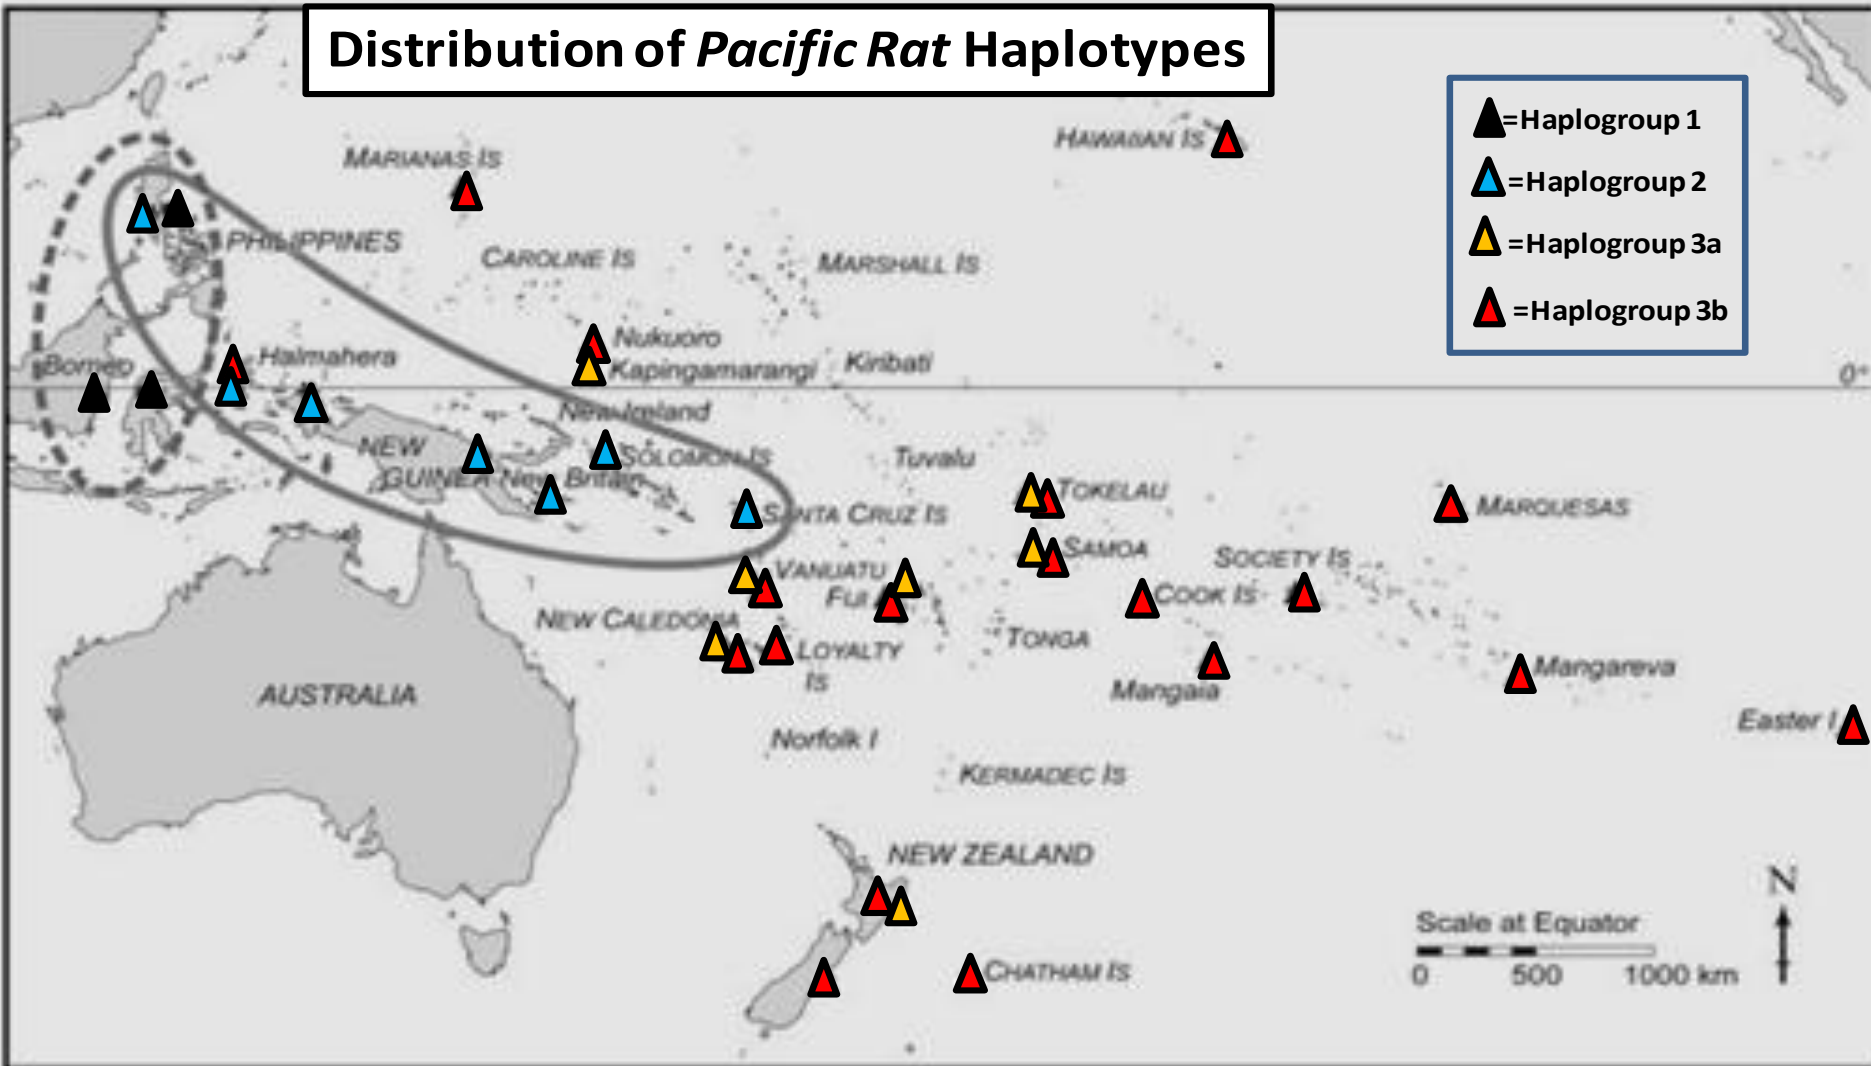 Distribution of Pacific Rat Haplotypes
=Haplogroup 1
=Haplogroup 2
=Haplogroup 3a
=Haplogroup 3b
HAWAIIAN IS
MARIANAS IS
PHILIPPINES
CAROLINE IS
MARSHALL IS
Nukuoro
Halmahera
Borneo
Kapingamarangi
Kiribati
0°
New Ireland
NEW
GUINEA
SOLOMON IS
New Britain
Tuvalu
TOKELAU
MARQUESAS
SANTA CRUZ IS
SAMOA
SOCIETY IS
VANUATU
FIJI
COOK IS
NEW CALEDONIA
TONGA
LOYALTY
IS
Mangaia
Mangareva
AUSTRALIA
Easter I
Norfolk I
KERMADEC IS
NEW ZEALAND
CHATHAM IS
N
Scale at Equator
0 500 1000 km